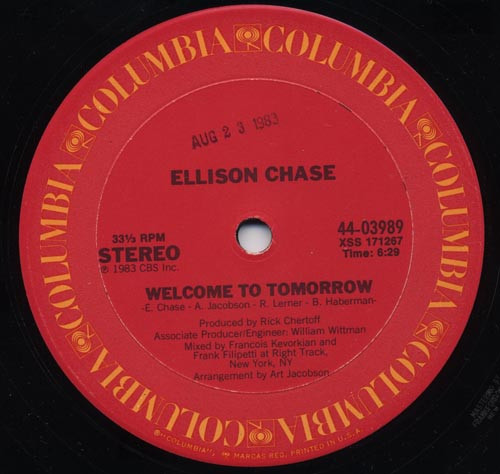 COLUMBIA COLUMBIA COLUMBIA COLUMBIA COLUMBIA COLUMBIA
AUG 23 1983
ELLISON CHASE
33⅓ RPM
STEREO
℗ 1983 CBS Inc.
44-03989
XSS 171267
Time: 6:29
WELCOME TO TOMORROW
-E. Chase - A. Jacobson - R. Lerner - B. Haberman-
Produced by Rick Chertoff
Associate Producer/Engineer: William Wittman
Mixed by Francois Kevorkian and
Frank Filipetti at Right Track,
New York, NY
Arrangement by Art Jacobson
"COLUMBIA", MARCAS REG. PRINTED IN U.S.A.